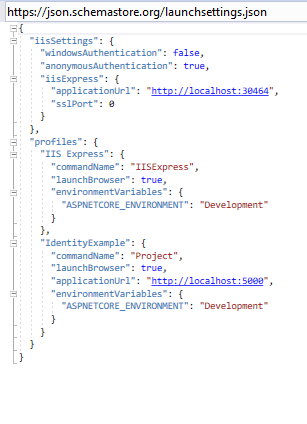 https://json.schemastore.org/launchsettings.json
{
  "iisSettings": {
    "windowsAuthentication": false,
    "anonymousAuthentication": true,
    "iisExpress": {
      "applicationUrl": "http://localhost:30464",
      "sslPort": 0
    }
  },
  "profiles": {
    "IIS Express": {
      "commandName": "IISExpress",
      "launchBrowser": true,
      "environmentVariables": {
        "ASPNETCORE_ENVIRONMENT": "Development"
      }
    },
    "IdentityExample": {
      "commandName": "Project",
      "launchBrowser": true,
      "applicationUrl": "http://localhost:5000",
      "environmentVariables": {
        "ASPNETCORE_ENVIRONMENT": "Development"
      }
    }
  }
}